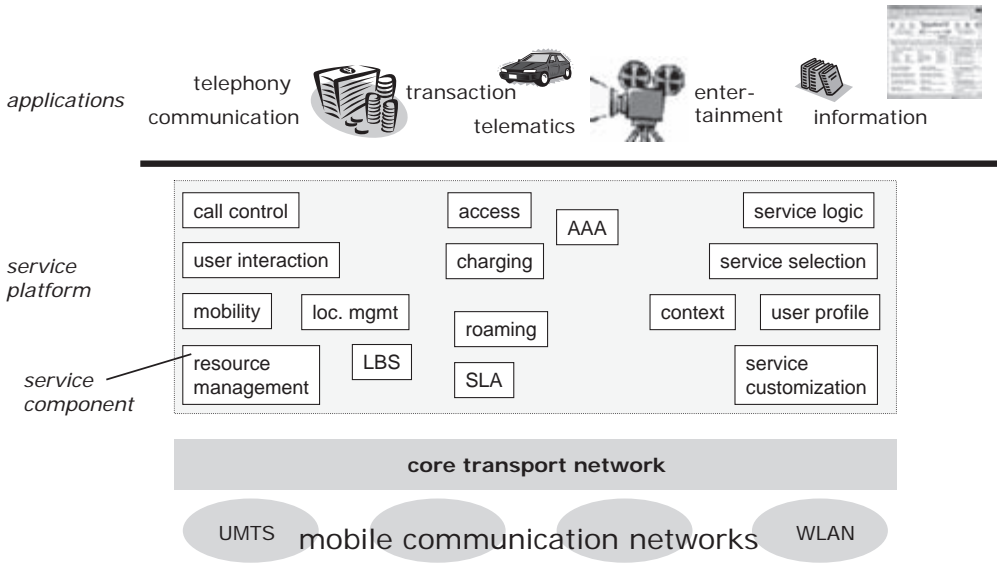 applications
telephony
communication
transaction
telematics
enter-
tainment
information
service
platform
call control
access
AAA
service logic
user interaction
charging
service selection
mobility
loc. mgmt
roaming
context
user profile
service
component
resource
management
LBS
SLA
service
customization
core transport network
UMTS
mobile communication networks
WLAN